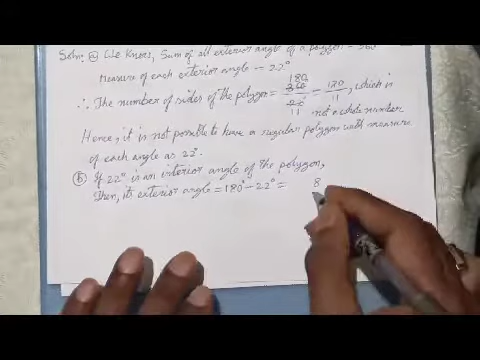 Soln: @ We know, Sum of all exterior angle of a polygon = 360°
Measure of each exterior angle = 22°
∴ The number of sides of the polygon = 360/22 = 180/11, which is
180
11
not a whole number
Hence, it is not possible to have a regular polygon with measure
of each angle as 22°.
ⓑ If 22° is an interior angle of the polygon,
Then, its exterior angle = 180° - 22° =
8